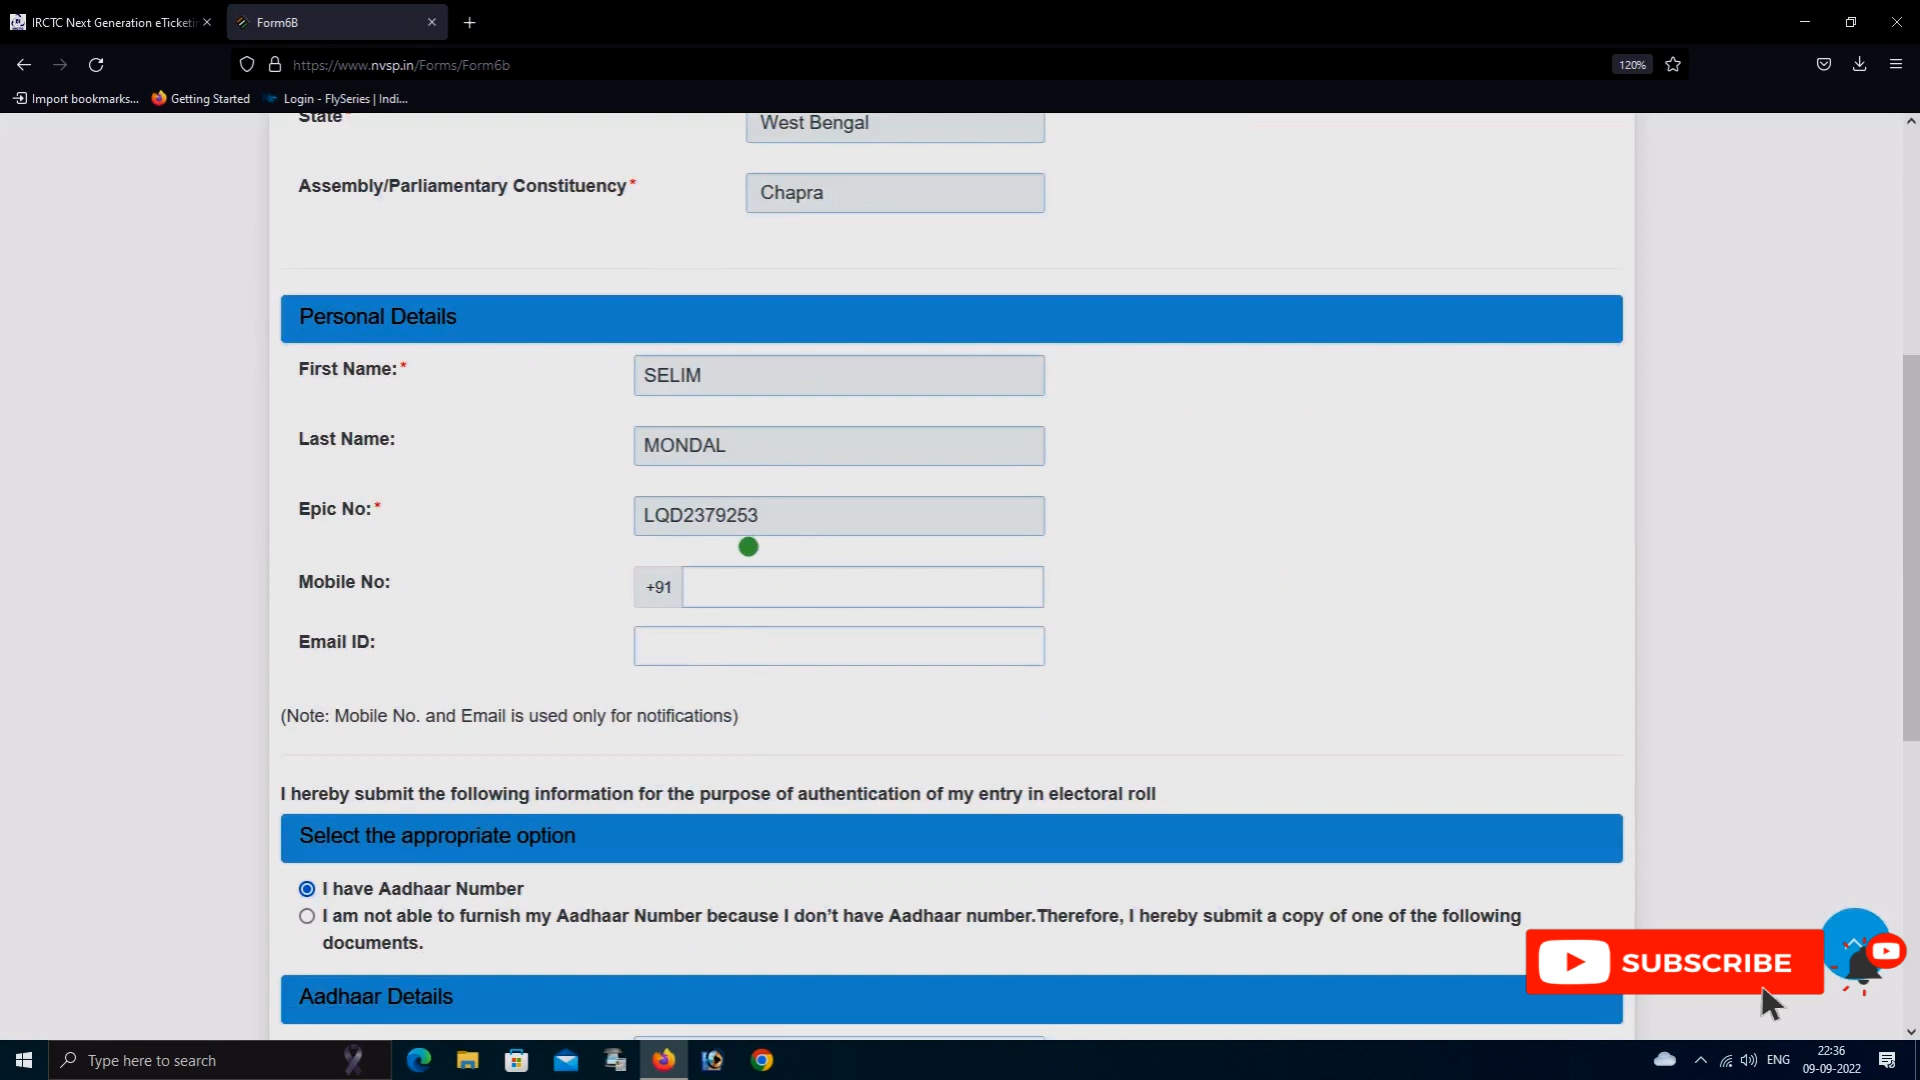 IRCTC Next Generation eTicketin
Form6B
https://www.nvsp.in/Forms/Form6b
120%
Import bookmarks...
Getting Started
Login - FlySeries | Indi...
State*
West Bengal
Assembly/Parliamentary Constituency*
Chapra
Personal Details
First Name:*
SELIM
Last Name:
MONDAL
Epic No:*
LQD2379253
Mobile No:
+91
Email ID:
(Note: Mobile No. and Email is used only for notifications)
I hereby submit the following information for the purpose of authentication of my entry in electoral roll
Select the appropriate option
I have Aadhaar Number
I am not able to furnish my Aadhaar Number because I don’t have Aadhaar number.Therefore, I hereby submit a copy of one of the following
documents.
SUBSCRIBE
Aadhaar Details
Type here to search
ENG
22:36
09-09-2022